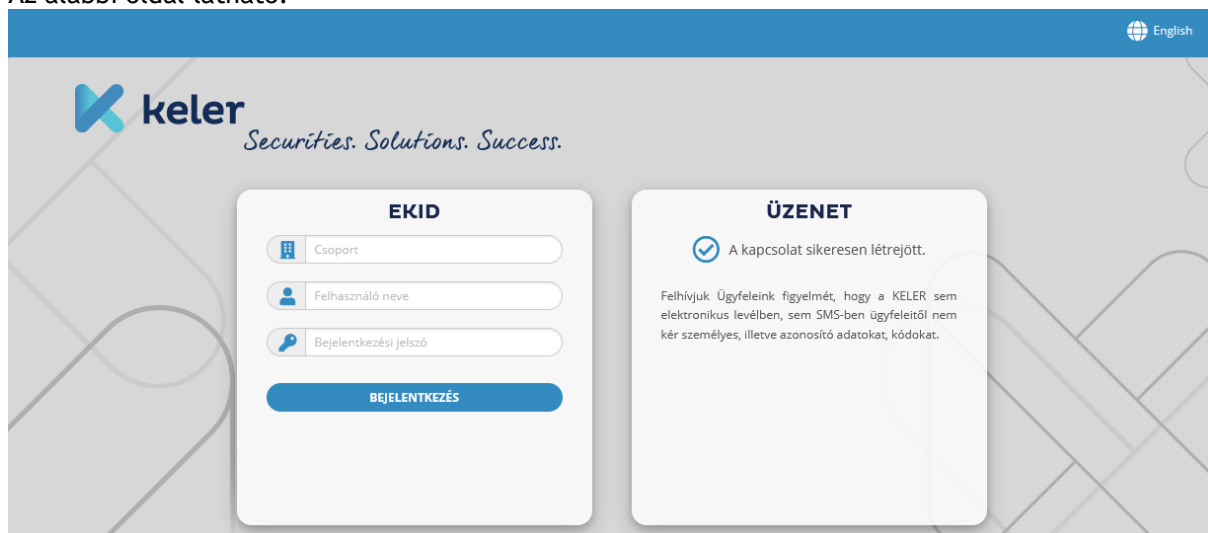 Az alábbi oldal látható:
English
keler
Securities. Solutions. Success.
EKID
Csoport
Felhasználó neve
Bejelentkezési jelszó
BEJELENTKEZÉS
ÜZENET
A kapcsolat sikeresen létrejött.
Felhívjuk Ügyfeleink figyelmét, hogy a KELER sem
elektronikus levélben, sem SMS-ben ügyfeleitől nem
kér személyes, illetve azonosító adatokat, kódokat.